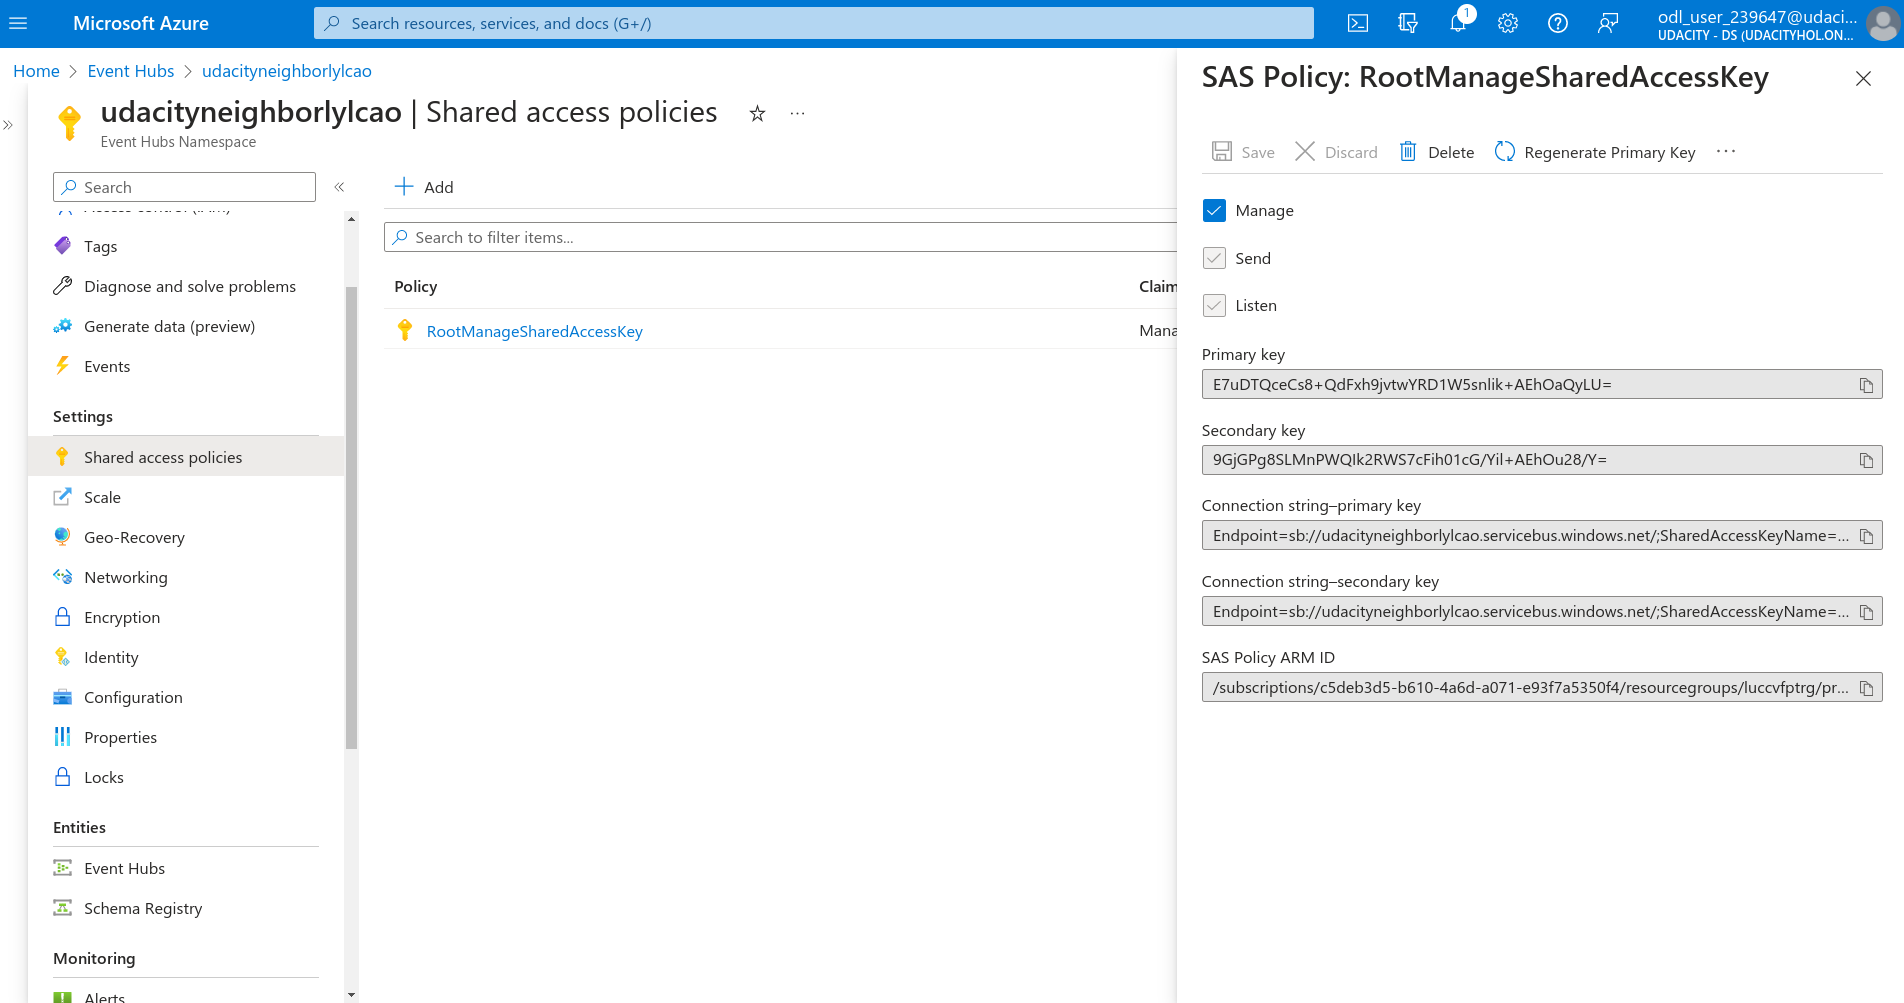 Microsoft Azure
Search resources, services, and docs (G+/)
1
odl_user_239647@udaci...
UDACITY - DS (UDACITYHOL.ON...
Home > Event Hubs > udacityneighborlylcao
udacityneighborlylcao | Shared access policies
Event Hubs Namespace
Search
Access control (IAM)
Tags
Diagnose and solve problems
Generate data (preview)
Events
Settings
Shared access policies
Scale
Geo-Recovery
Networking
Encryption
Identity
Configuration
Properties
Locks
Entities
Event Hubs
Schema Registry
Monitoring
Alerts
Add
Search to filter items...
Policy Claim
RootManageSharedAccessKey Mana
SAS Policy: RootManageSharedAccessKey
Save Discard Delete Regenerate Primary Key ...
Manage
Send
Listen
Primary key
E7uDTQceCs8+QdFxh9jvtwYRD1W5snlik+AEhOaQyLU=
Secondary key
9GjGPg8SLMnPWQIk2RWS7cFih01cG/Yil+AEhOu28/Y=
Connection string–primary key
Endpoint=sb://udacityneighborlylcao.servicebus.windows.net/;SharedAccessKeyName=...
Connection string–secondary key
Endpoint=sb://udacityneighborlylcao.servicebus.windows.net/;SharedAccessKeyName=...
SAS Policy ARM ID
/subscriptions/c5deb3d5-b610-4a6d-a071-e93f7a5350f4/resourcegroups/luccvfptrg/pr...